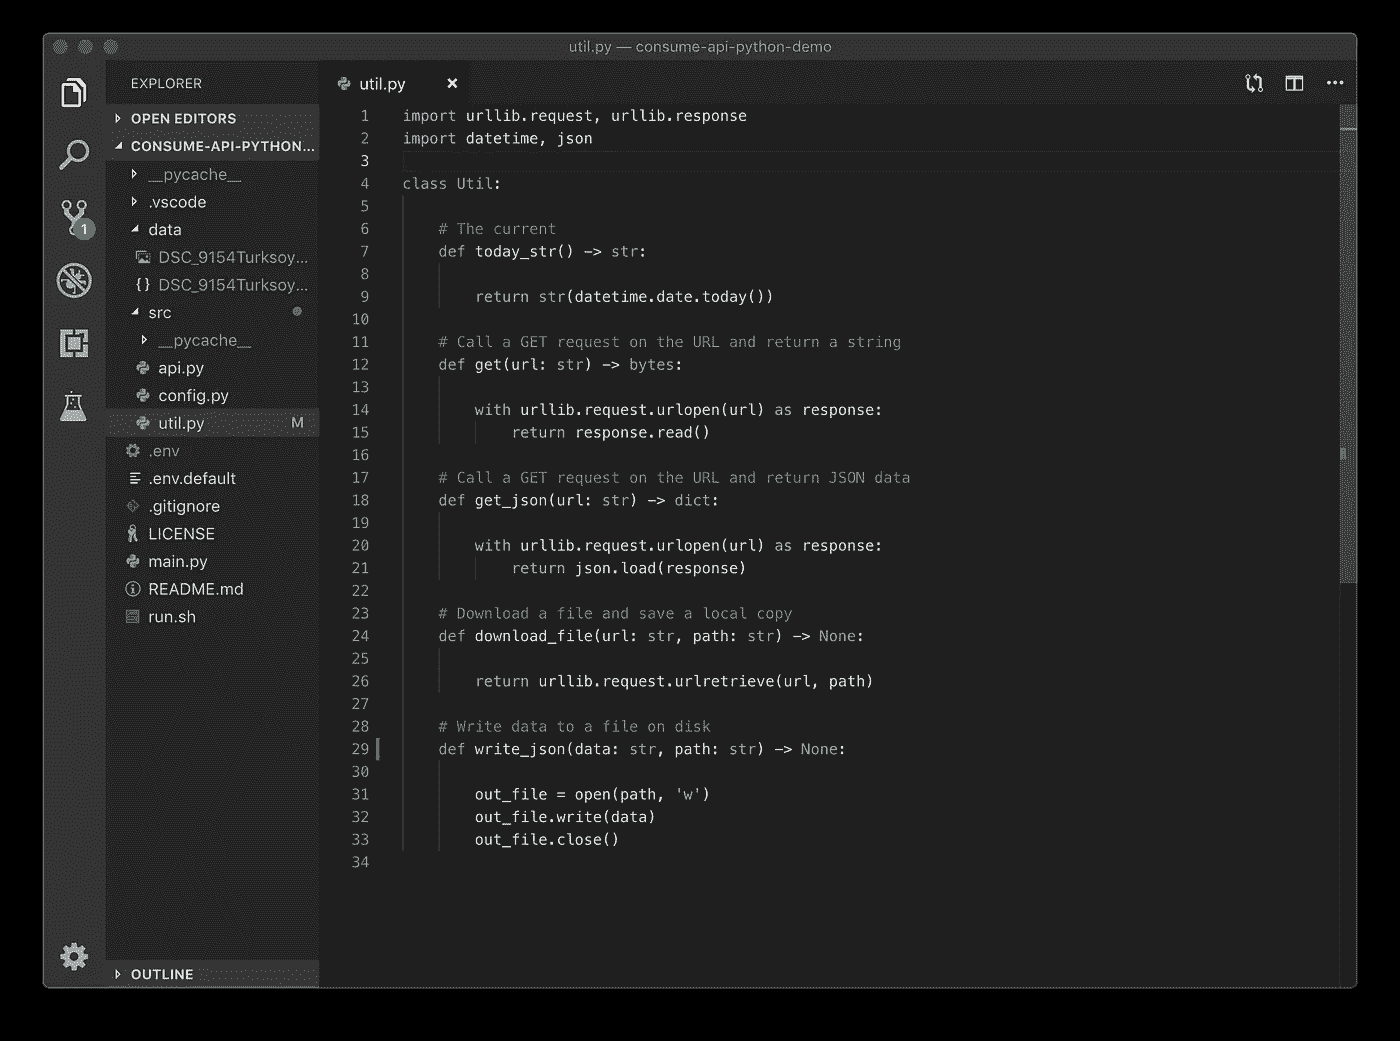 util.py — consume-api-python-demo
EXPLORER
OPEN EDITORS
CONSUME-API-PYTHON...
__pycache__
.vscode
data
DSC_9154Turksoy...
{ } DSC_9154Turksoy...
src
__pycache__
api.py
config.py
util.py M
.env
.env.default
.gitignore
LICENSE
main.py
README.md
run.sh
OUTLINE
1
util.py
1 import urllib.request, urllib.response
2 import datetime, json
3
4 class Util:
5
6 # The current
7 def today_str() -> str:
8
9 return str(datetime.date.today())
10
11 # Call a GET request on the URL and return a string
12 def get(url: str) -> bytes:
13
14 with urllib.request.urlopen(url) as response:
15 return response.read()
16
17 # Call a GET request on the URL and return JSON data
18 def get_json(url: str) -> dict:
19
20 with urllib.request.urlopen(url) as response:
21 return json.load(response)
22
23 # Download a file and save a local copy
24 def download_file(url: str, path: str) -> None:
25
26 return urllib.request.urlretrieve(url, path)
27
28 # Write data to a file on disk
29 def write_json(data: str, path: str) -> None:
30
31 out_file = open(path, 'w')
32 out_file.write(data)
33 out_file.close()
34